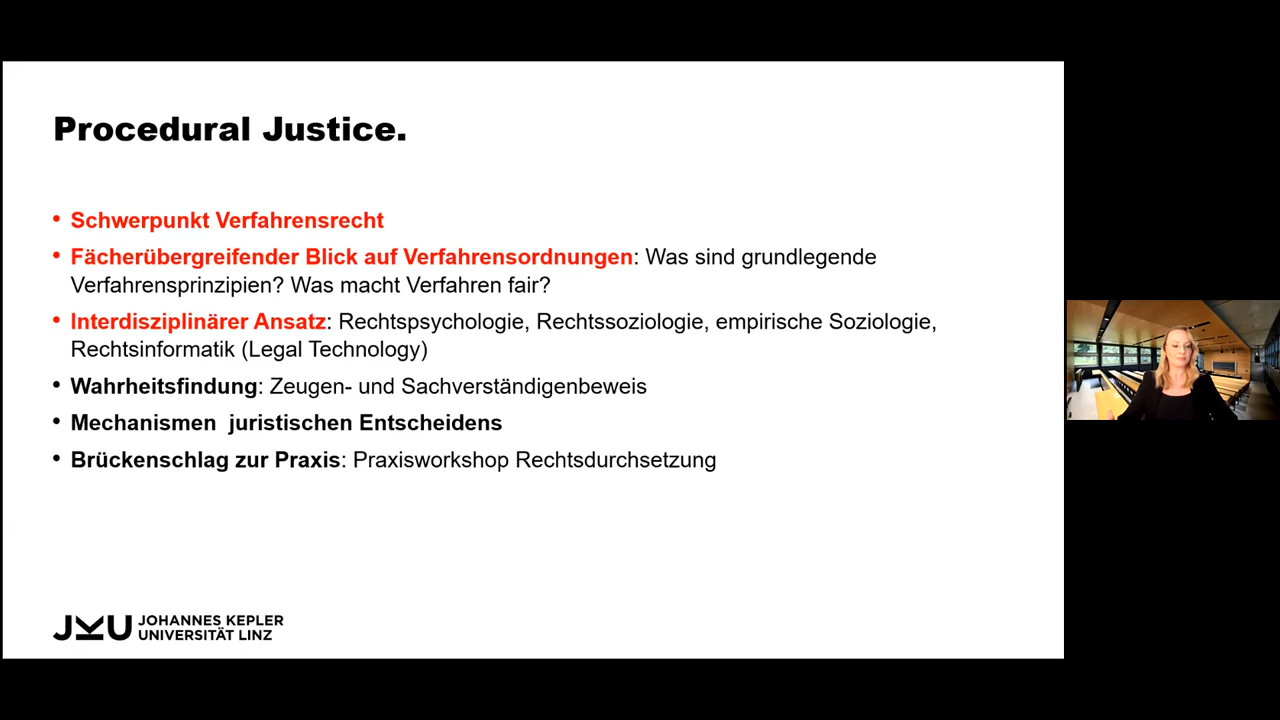 Procedural Justice.
• Schwerpunkt Verfahrensrecht
• Fächerübergreifender Blick auf Verfahrensordnungen: Was sind grundlegende
Verfahrensprinzipien? Was macht Verfahren fair?
• Interdisziplinärer Ansatz: Rechtspsychologie, Rechtssoziologie, empirische Soziologie,
Rechtsinformatik (Legal Technology)
• Wahrheitsfindung: Zeugen- und Sachverständigenbeweis
• Mechanismen  juristischen Entscheidens
• Brückenschlag zur Praxis: Praxisworkshop Rechtsdurchsetzung
JKU JOHANNES KEPLER
UNIVERSITÄT LINZ